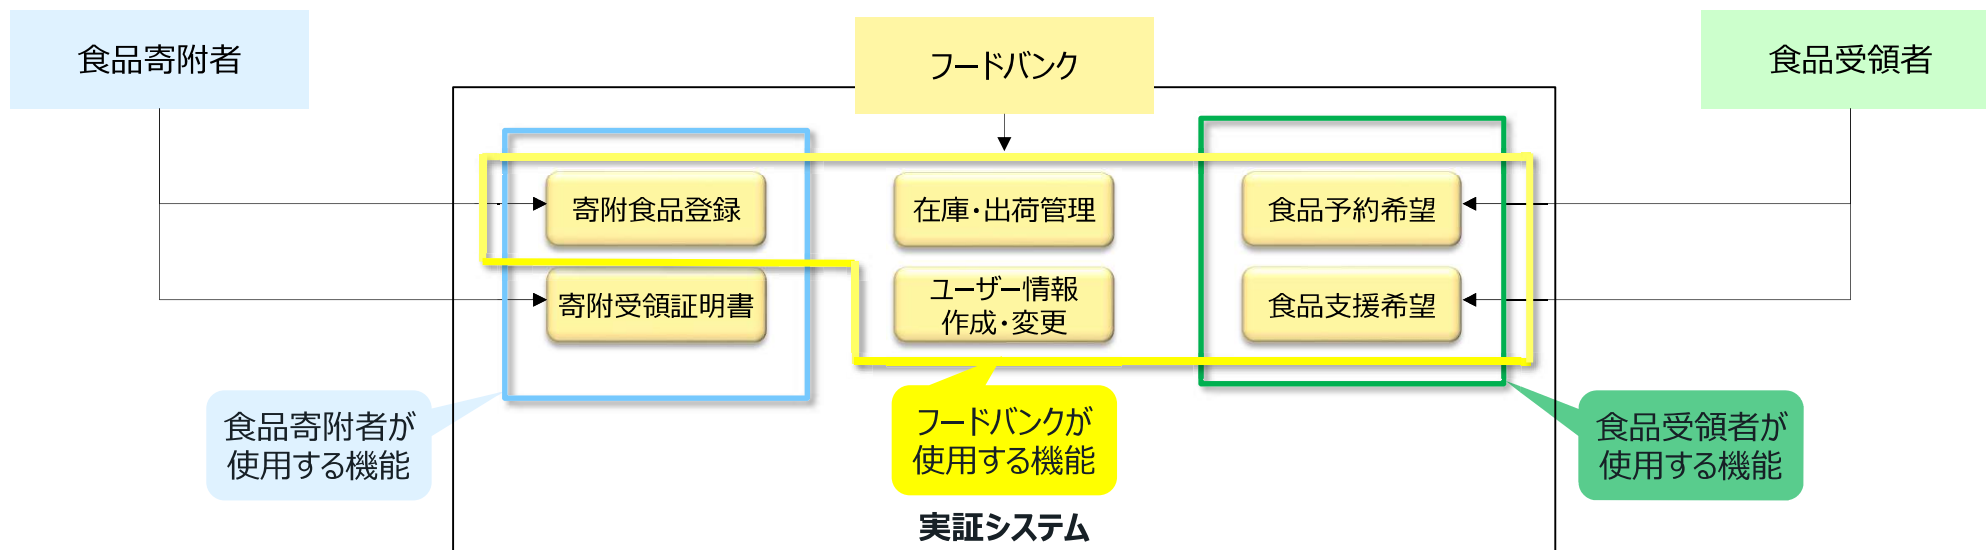 食品寄附者
フードバンク
食品受領者
寄附食品登録
在庫・出荷管理
食品予約希望
寄附受領証明書
ユーザー情報
作成・変更
食品支援希望
食品寄附者が
使用する機能
フードバンクが
使用する機能
食品受領者が
使用する機能
実証システム